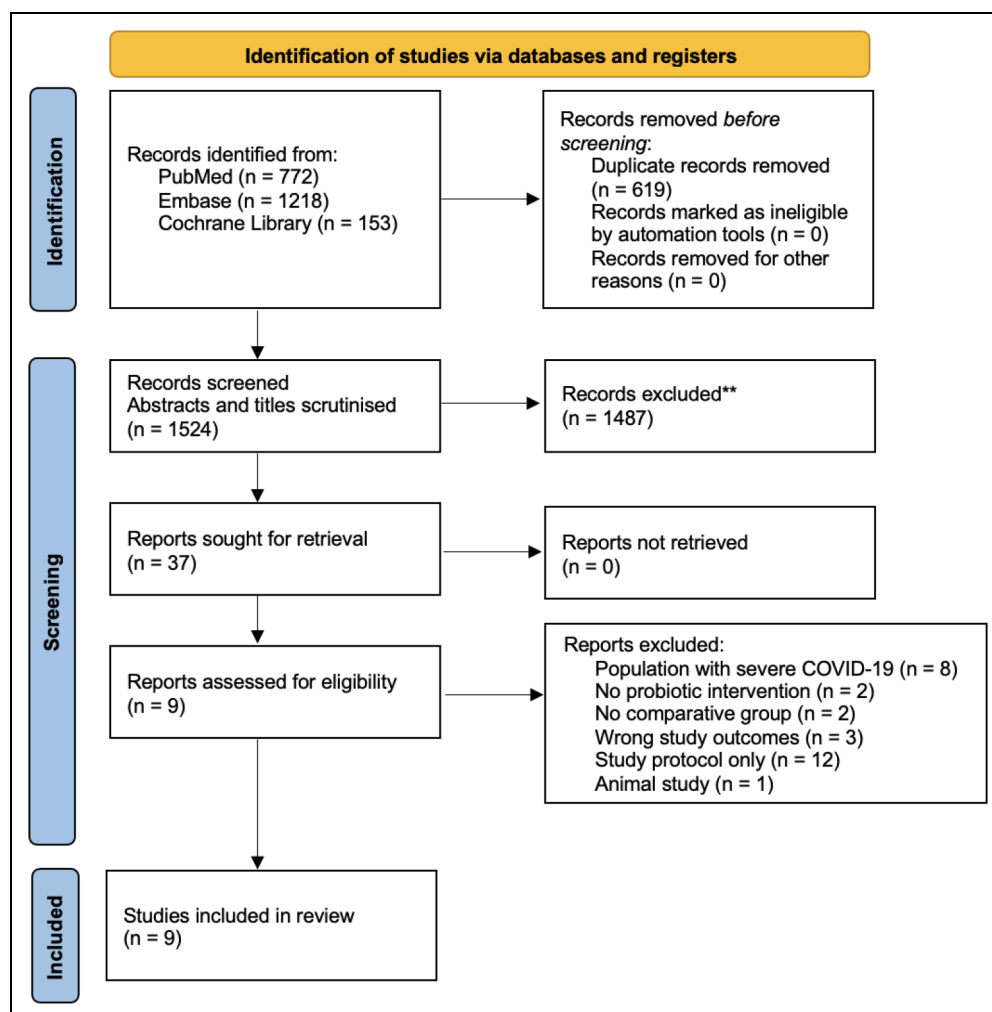 Identification of studies via databases and registers
Identification
Records identified from:
PubMed (n = 772)
Embase (n = 1218)
Cochrane Library (n = 153)
Records removed before
screening:
Duplicate records removed
(n = 619)
Records marked as ineligible
by automation tools (n = 0)
Records removed for other
reasons (n = 0)
Screening
Records screened
Abstracts and titles scrutinised
(n = 1524)
Records excluded**
(n = 1487)
Reports sought for retrieval
(n = 37)
Reports not retrieved
(n = 0)
Reports assessed for eligibility
(n = 9)
Reports excluded:
Population with severe COVID-19 (n = 8)
No probiotic intervention (n = 2)
No comparative group (n = 2)
Wrong study outcomes (n = 3)
Study protocol only (n = 12)
Animal study (n = 1)
Included
Studies included in review
(n = 9)